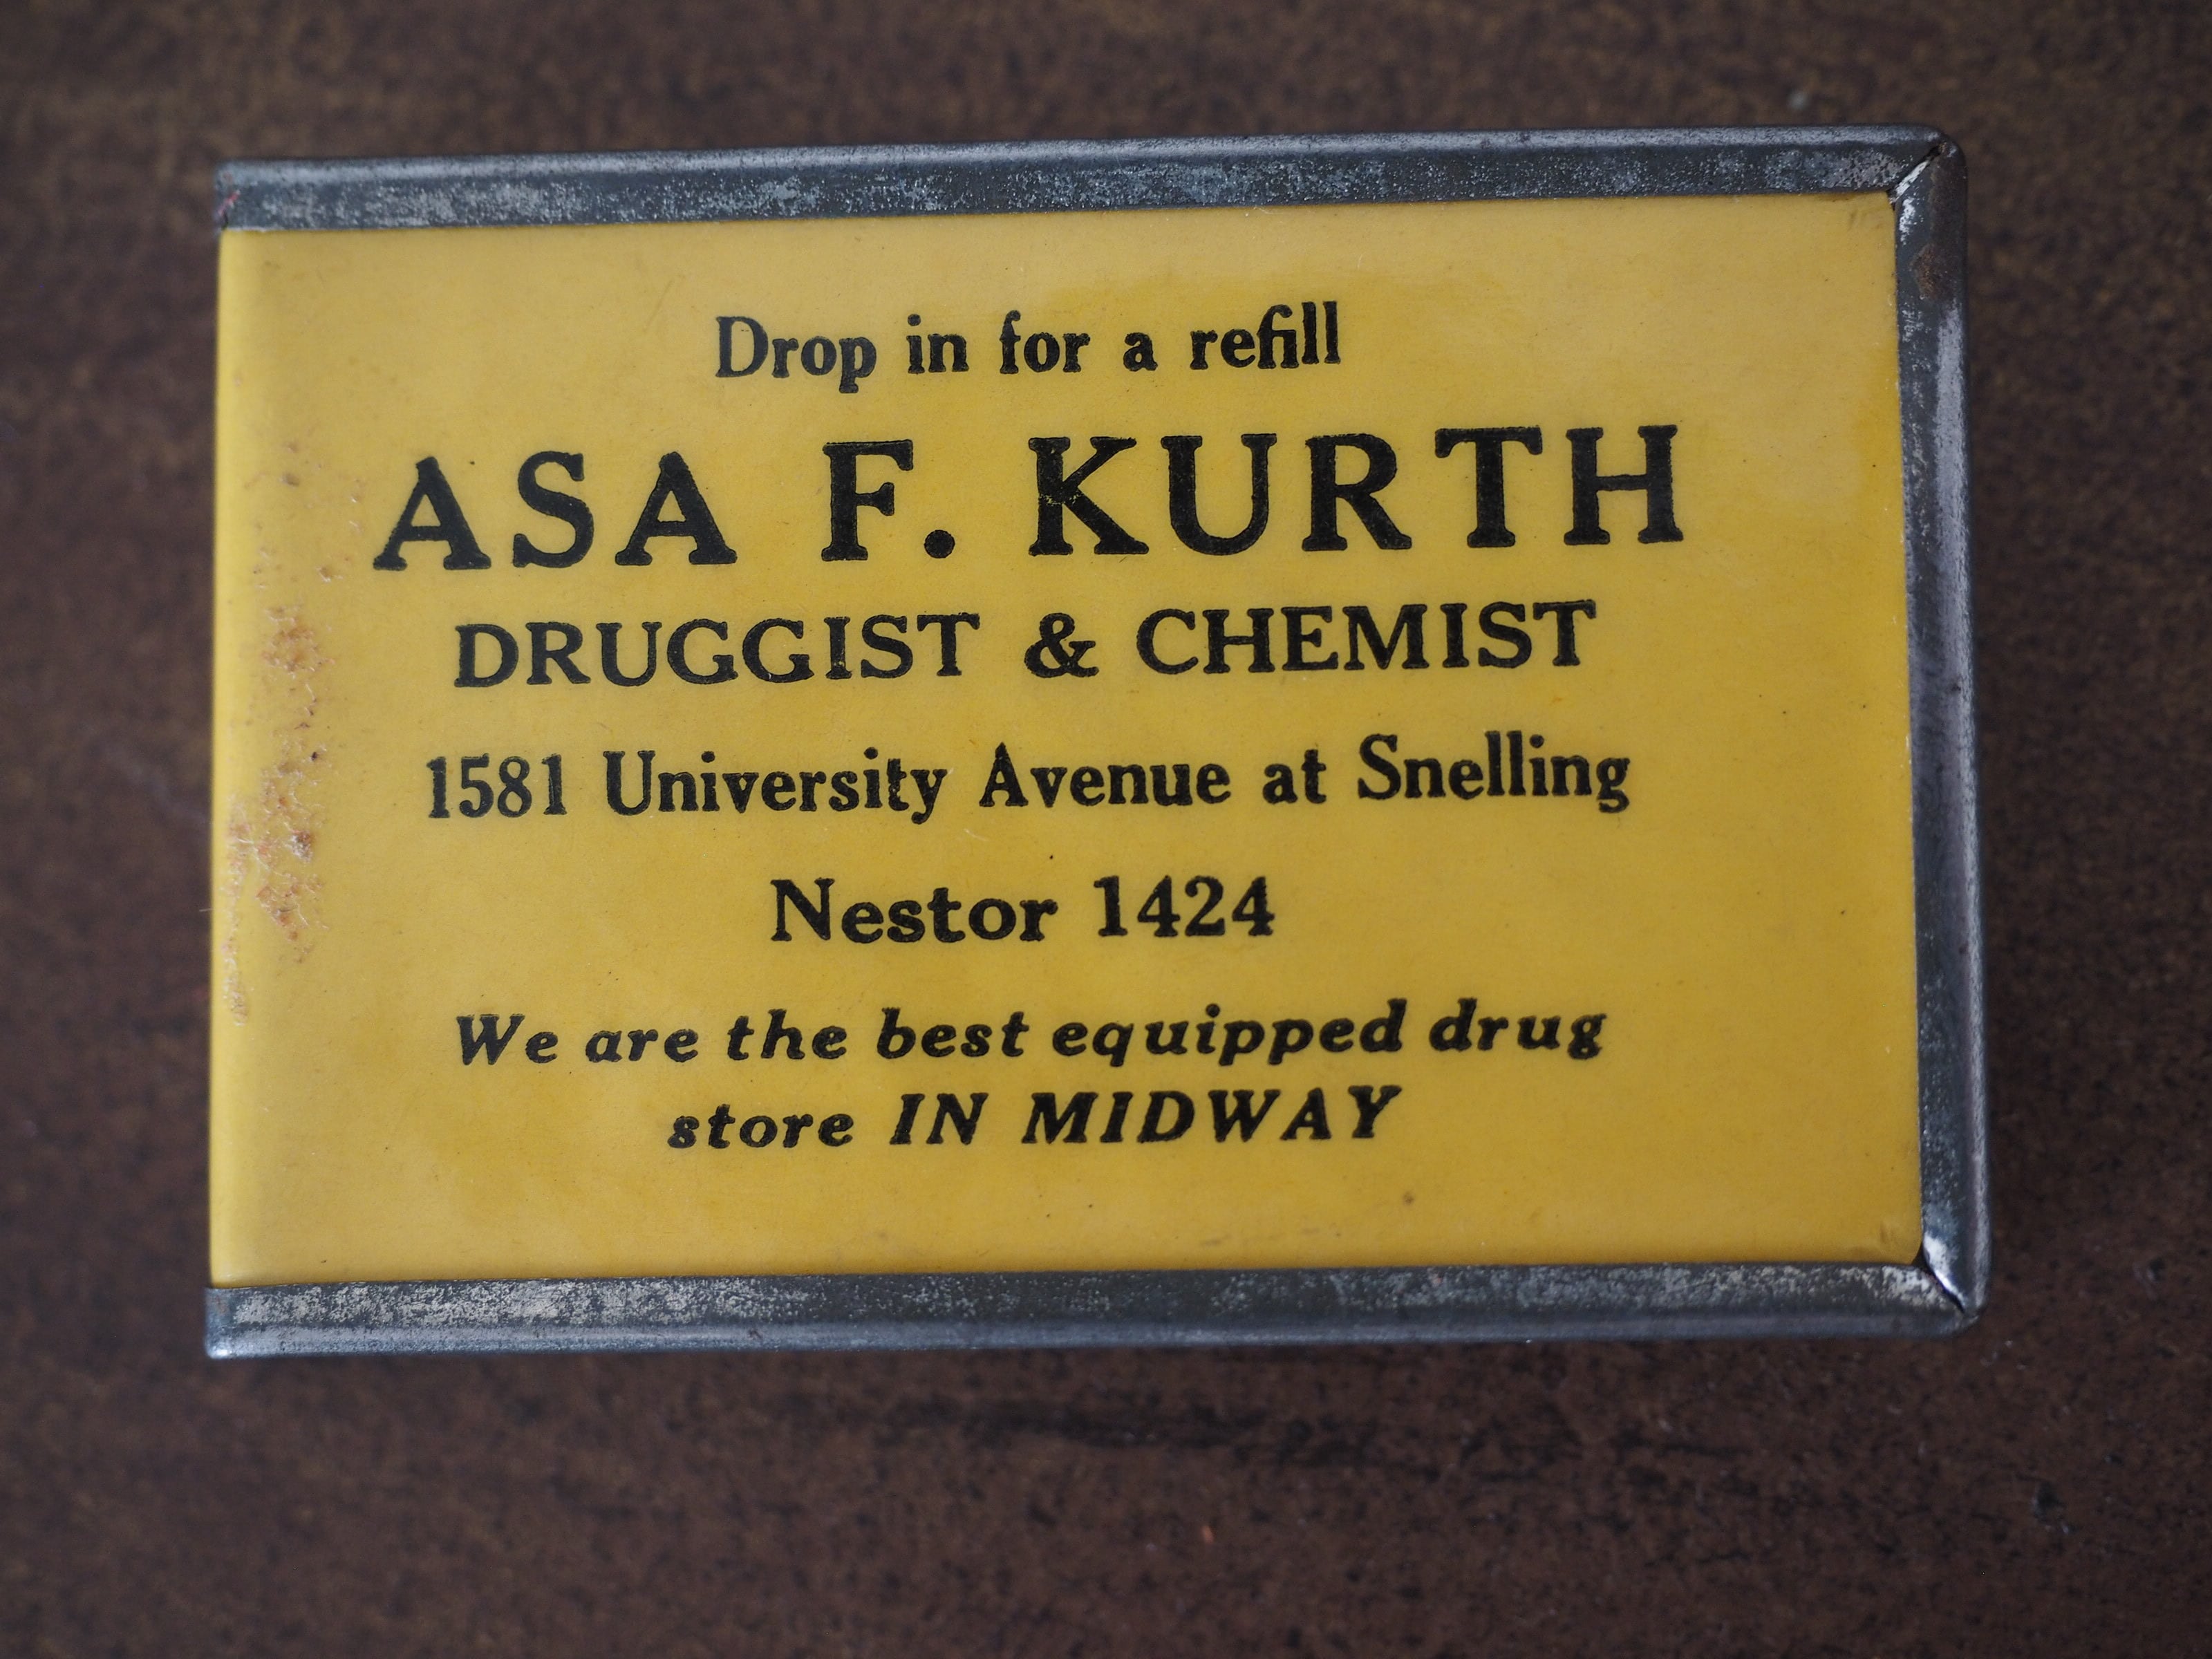 Drop in for a refill
ASA F. KURTH
DRUGGIST & CHEMIST
1581 University Avenue at Snelling
Nestor 1424
We are the best equipped drug
store IN MIDWAY